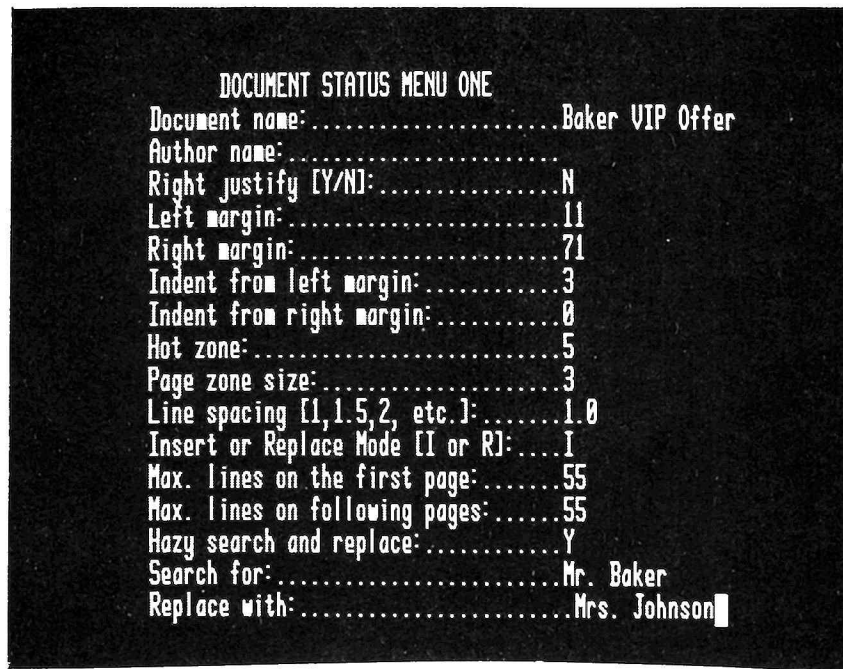 DOCUMENT STATUS MENU ONE
Document name:......................Baker VIP Offer
Author name:........................
Right justify [Y/N]:................N
Left margin:........................11
Right margin:.......................71
Indent from left margin:............3
Indent from right margin:...........0
Hot zone:...........................5
Page zone size:.....................3
Line spacing [1,1.5,2, etc.]:.......1.0
Insert or Replace Mode [I or R]:....I
Max. lines on the first page:.......55
Max. lines on following pages:......55
Hazy search and replace:............Y
Search for:.........................Mr. Baker
Replace with:........................Mrs. Johnson